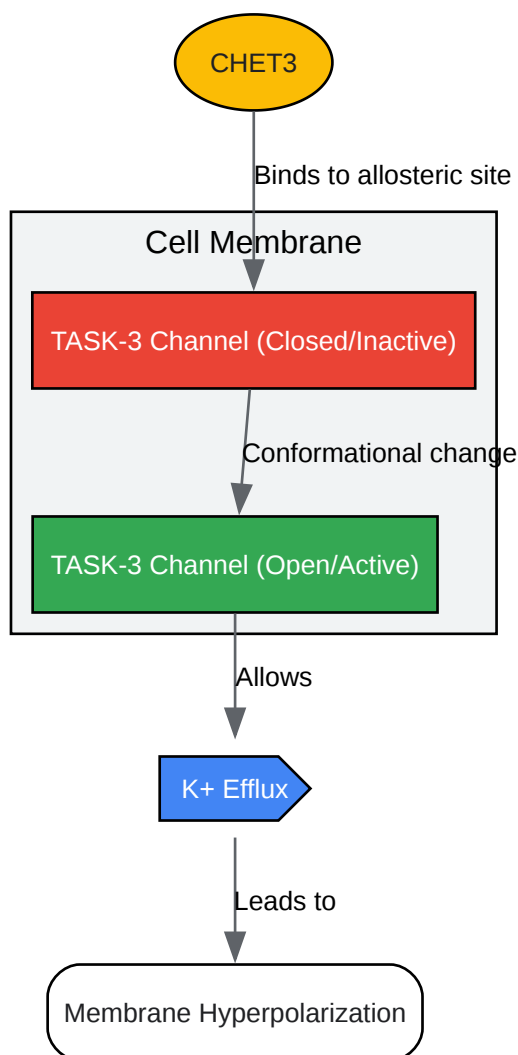 CHET3
Binds to allosteric site
Cell Membrane
TASK-3 Channel (Closed/Inactive)
Conformational change
TASK-3 Channel (Open/Active)
Allows
K+ Efflux
Leads to
Membrane Hyperpolarization